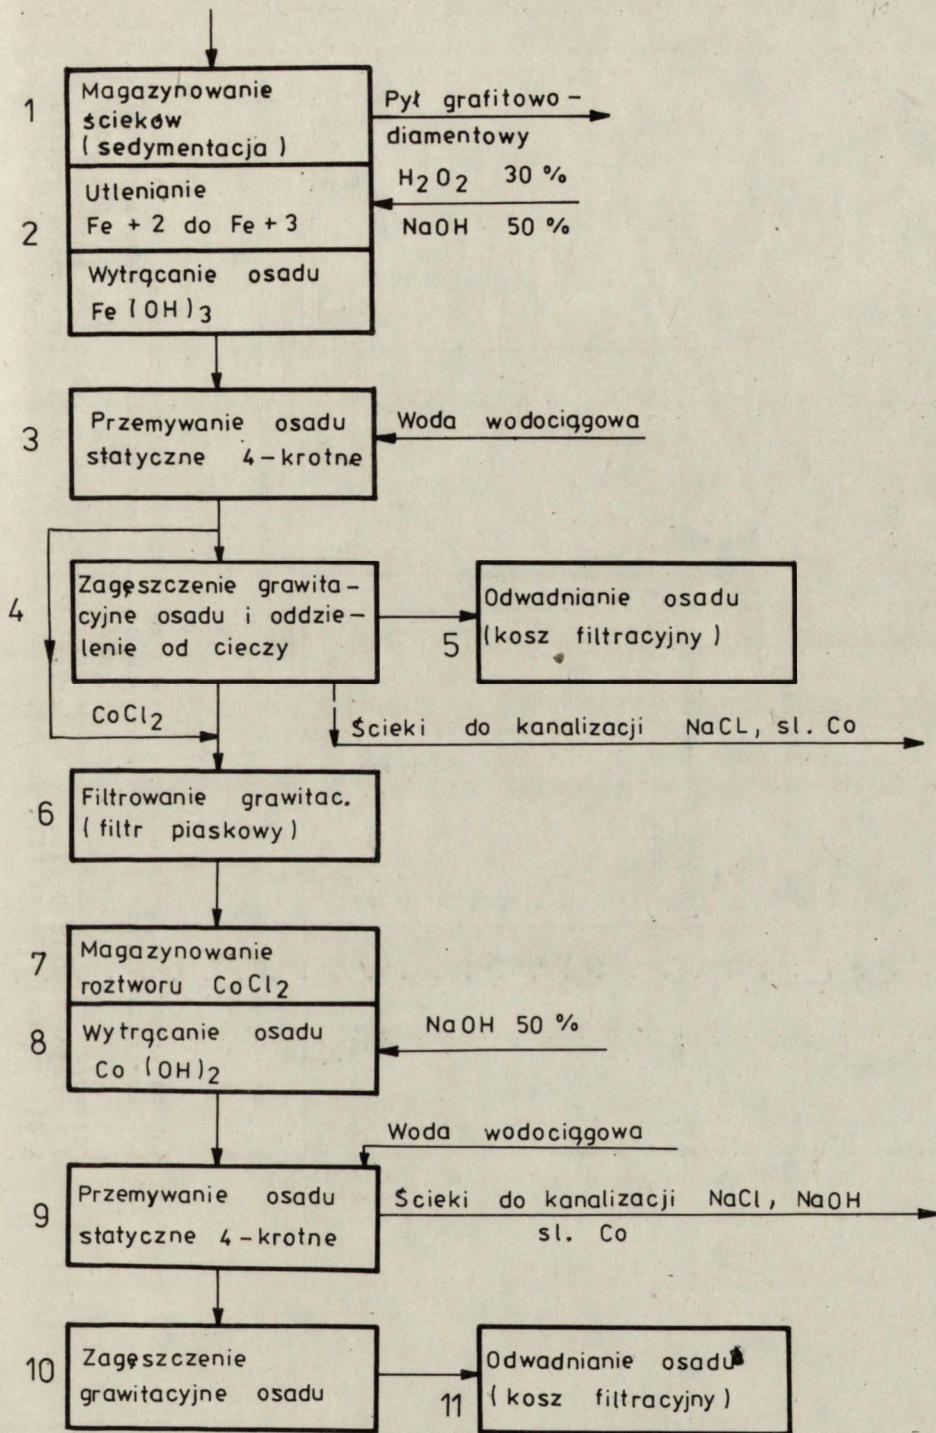 1
Magazynowanie
ścieków
(sedymentacja)
Pył grafitowo-
diamentowy
2
Utlenianie
Fe + 2 do Fe + 3
H2O2 30 %
NaOH 50 %
Wytrącanie osadu
Fe (OH)3
3
Przemywanie osadu
statyczne 4-krotne
Woda wodociągowa
4
Zagęszczenie grawita-
cyjne osadu i oddzie-
lenie od cieczy
5
Odwadnianie osadu
(kosz filtracyjny)
CoCl2
Ścieki do kanalizacji NaCL, sl. Co
6
Filtrowanie grawitac.
(filtr piaskowy)
7
Magazynowanie
roztworu CoCl2
8
Wytrącanie osadu
Co (OH)2
NaOH 50 %
Woda wodociągowa
9
Przemywanie osadu
statyczne 4-krotne
Ścieki do kanalizacji NaCl, NaOH
sl. Co
10
Zagęszczenie
grawitacyjne osadu
11
Odwadnianie osadu
(kosz filtracyjny)